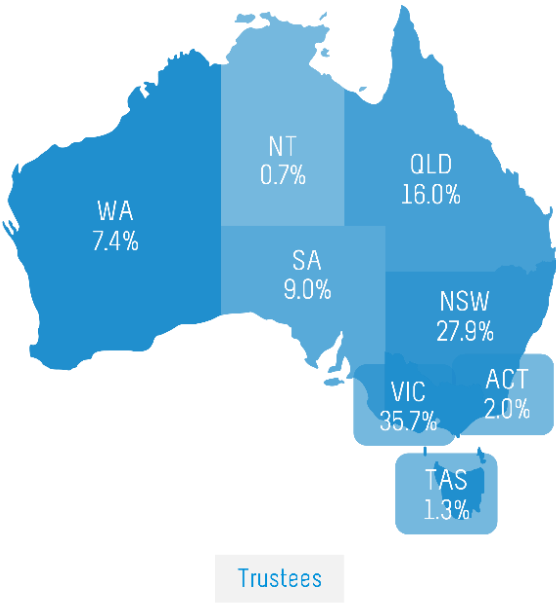 NT
0.7%
QLD
16.0%
WA
7.4%
SA
9.0%
NSW
27.9%
VIC
35.7%
ACT
2.0%
TAS
1.3%
Trustees